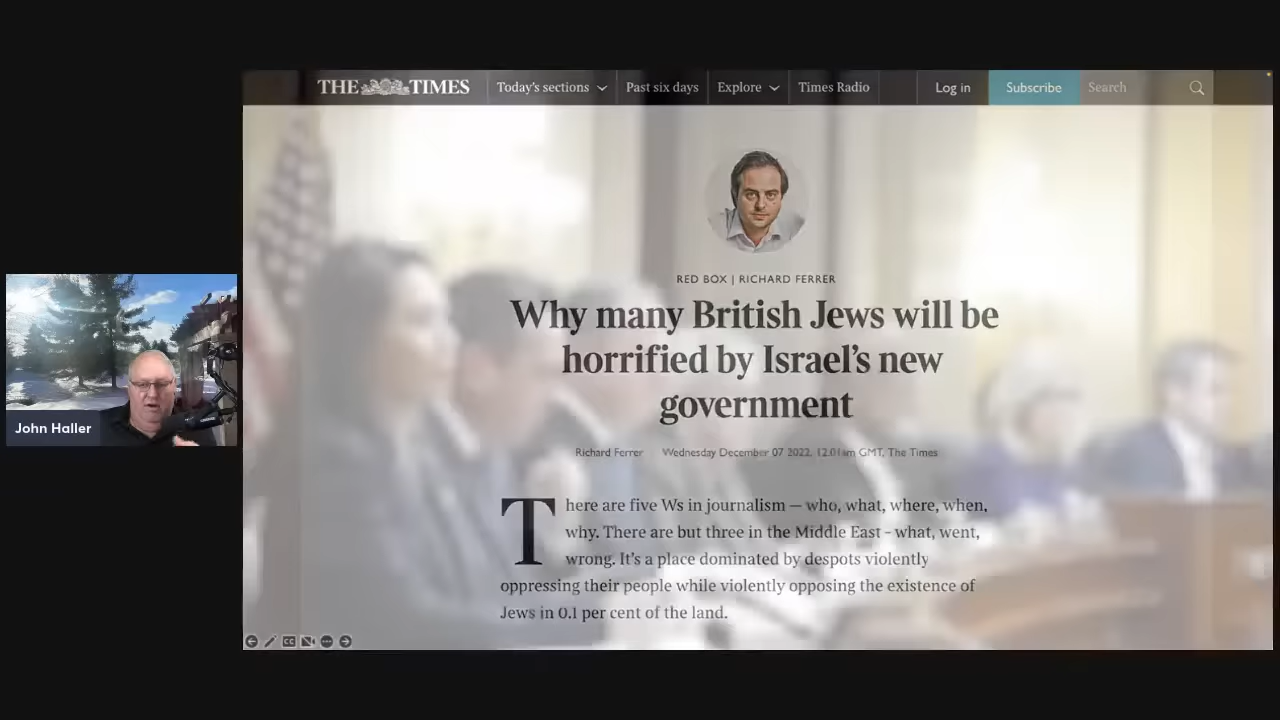 THE TIMES
Today's sections
Past six days
Explore
Times Radio
Log in
Subscribe
Search
RED BOX | RICHARD FERRER
Why many British Jews will be
horrified by Israel's new
government
Richard Ferrer
Wednesday December 07 2022, 12.01am GMT, The Times
There are five Ws in journalism — who, what, where, when,
why. There are but three in the Middle East – what, went,
wrong. It's a place dominated by despots violently
oppressing their people while violently opposing the existence of
Jews in 0.1 per cent of the land.
John Haller
CC